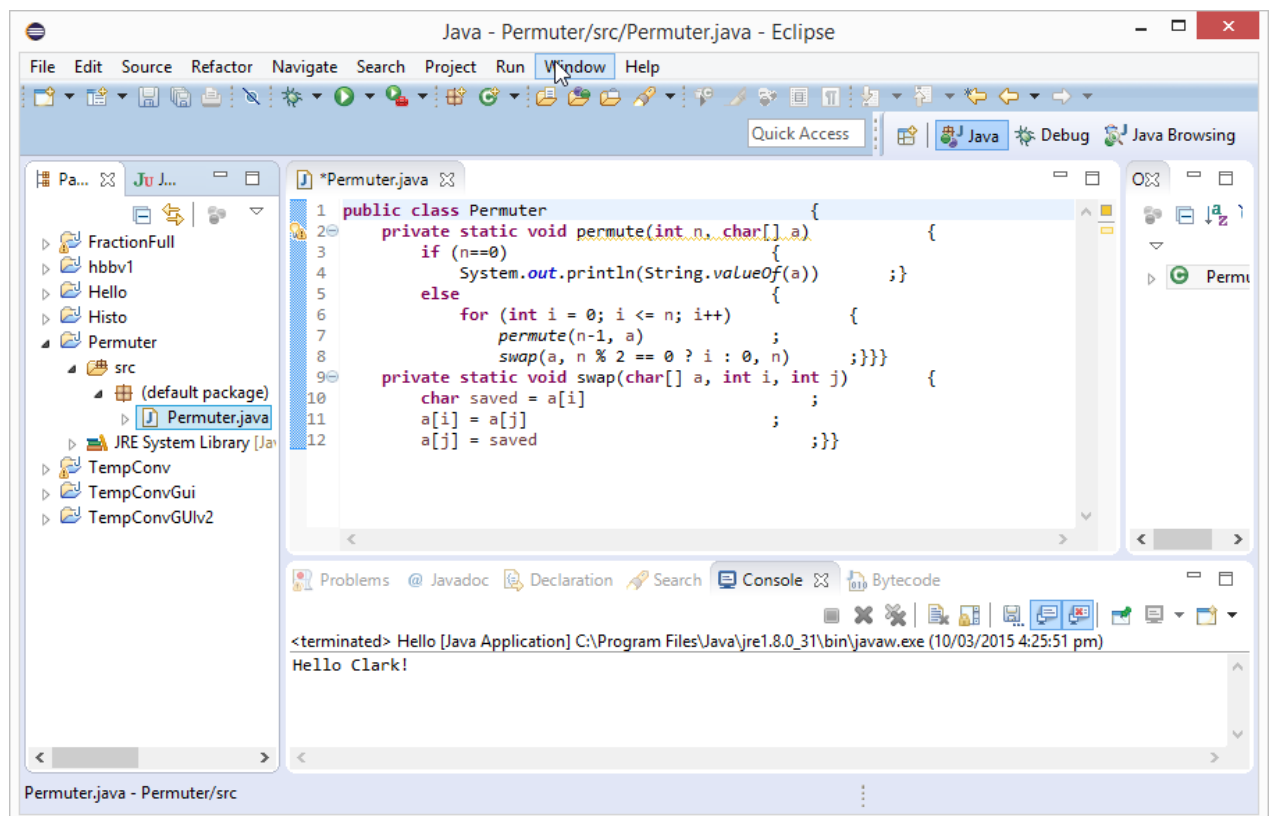 Java - Permuter/src/Permuter.java - Eclipse
File Edit Source Refactor Navigate Search Project Run Window Help
Quick Access Java Debug Java Browsing
Pa... Ju J...
FractionFull
hbbv1
Hello
Histo
Permuter
src
(default package)
Permuter.java
JRE System Library [Ja
TempConv
TempConvGui
TempConvGUIv2
*Permuter.java
1 public class Permuter {
2 private static void permute(int n, char[] a) {
3 if (n==0) {
4 System.out.println(String.valueOf(a)) ;}
5 else {
6 for (int i = 0; i <= n; i++) {
7 permute(n-1, a) ;
8 swap(a, n % 2 == 0 ? i : 0, n) ;}}}
9 private static void swap(char[] a, int i, int j) {
10 char saved = a[i] ;
11 a[i] = a[j] ;
12 a[j] = saved ;}}
O
Permu
Problems @ Javadoc Declaration Search Console Bytecode
<terminated> Hello [Java Application] C:\Program Files\Java\jre1.8.0_31\bin\javaw.exe (10/03/2015 4:25:51 pm)
Hello Clark!
Permuter.java - Permuter/src